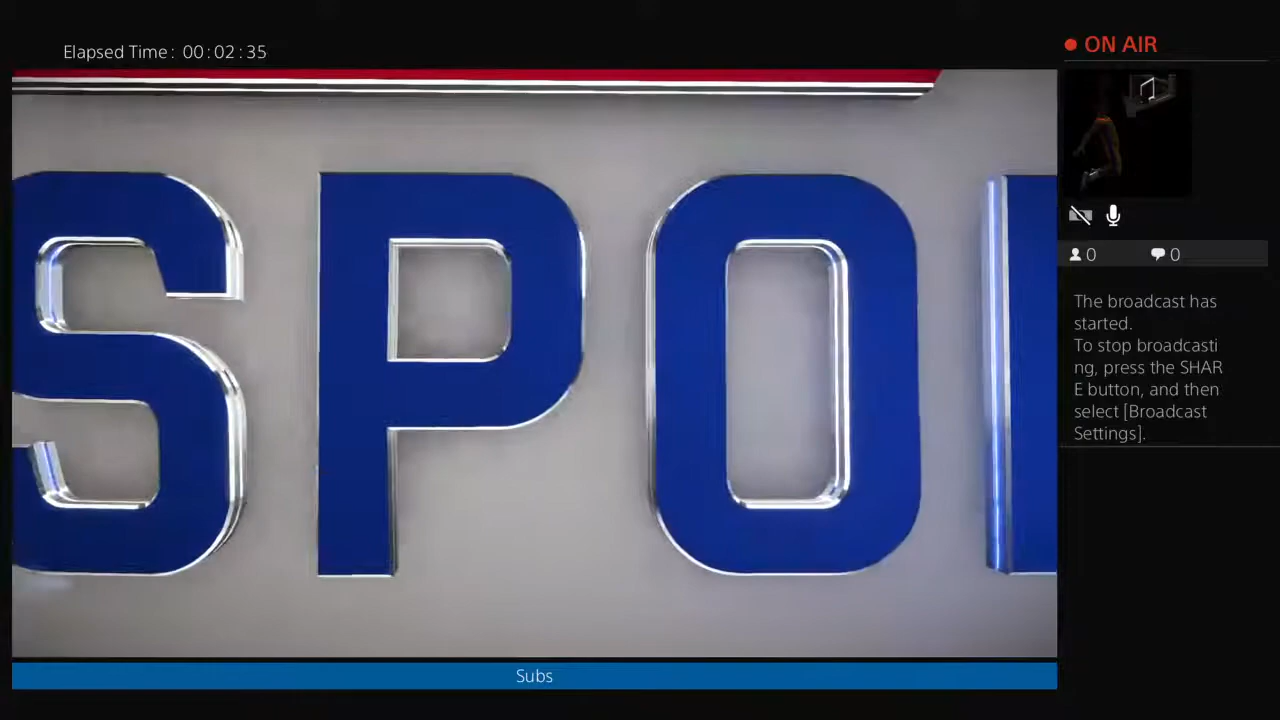 Elapsed Time: 00:02:35
ON AIR
SPO
0
0
The broadcast has
started.
To stop broadcasti
ng, press the SHAR
E button, and then
select [Broadcast
Settings].
Subs